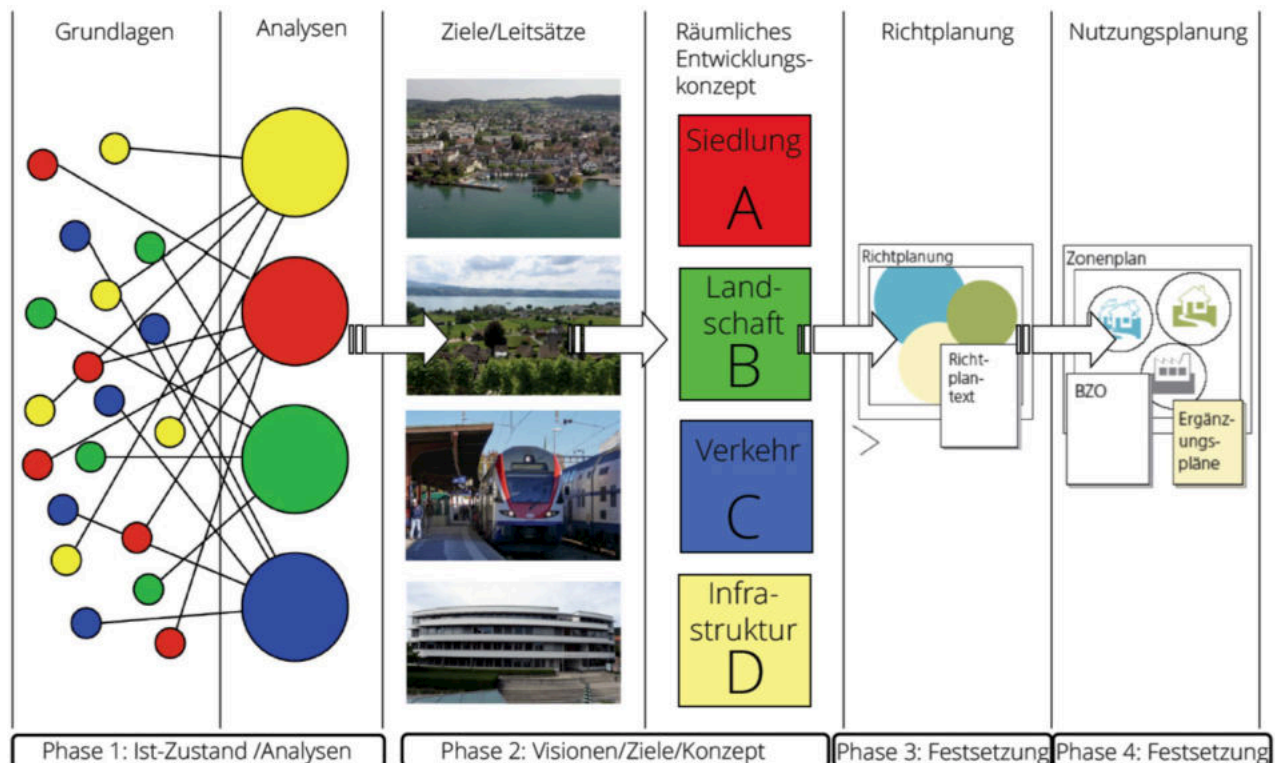 Grundlagen
Analysen
Ziele/Leitsätze
Räumliches
Entwicklungs-
konzept
Richtplanung
Nutzungsplanung
Siedlung
A
Land-
schaft
B
Verkehr
C
Infra-
struktur
D
Richtplanung
Richt-
plan-
text
Zonenplan
BZO
Ergänz-
ungs-
pläne
Phase 1: Ist-Zustand /Analysen
Phase 2: Visionen/Ziele/Konzept
Phase 3: Festsetzung
Phase 4: Festsetzung